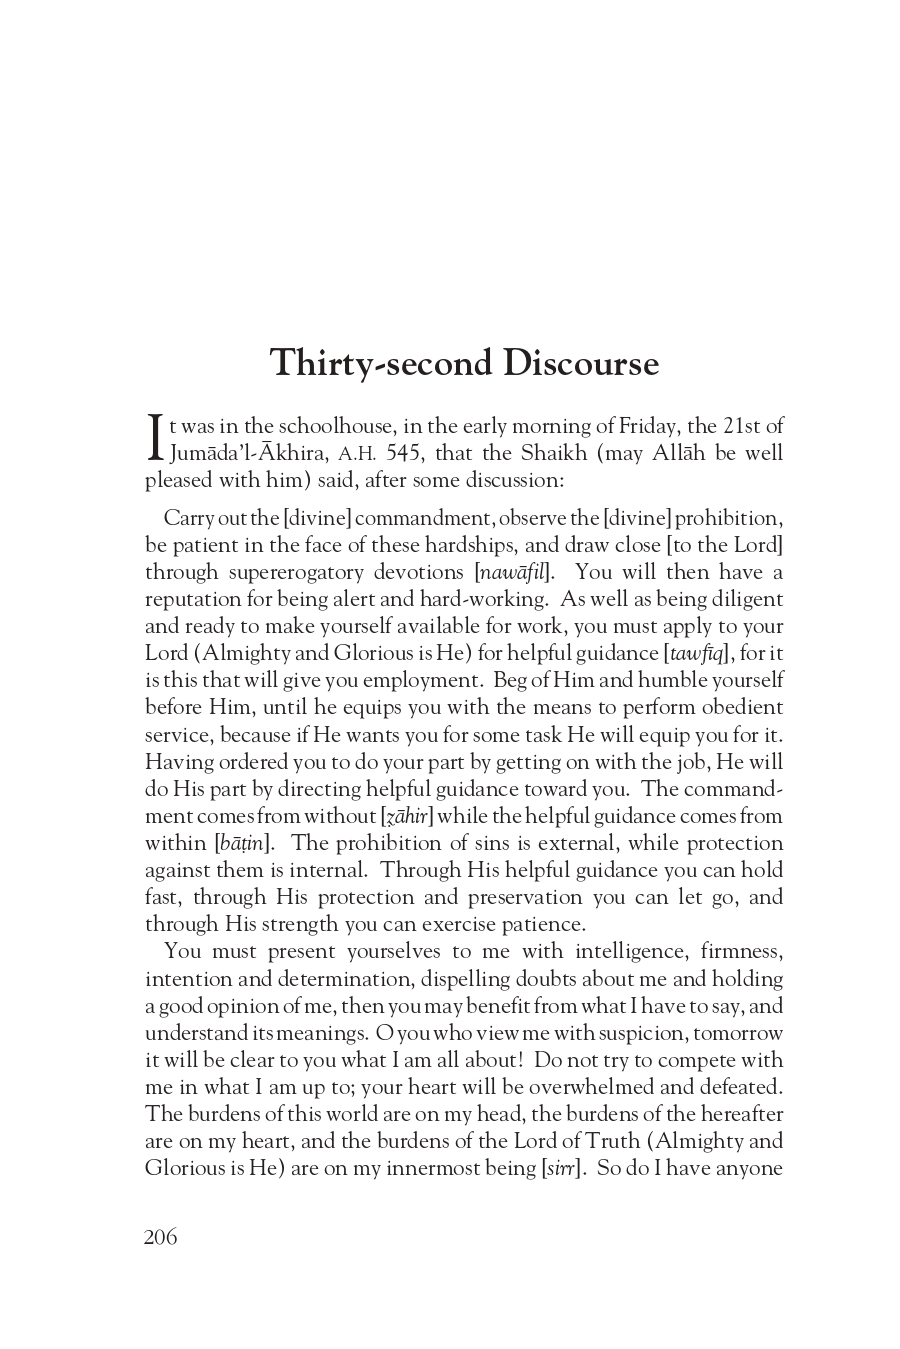 Thirty-second Discourse
It was in the schoolhouse, in the early morning of Friday, the 21st of
Jumāda’l-Ākhira, A.H. 545, that the Shaikh (may Allāh be well
pleased with him) said, after some discussion:
Carry out the [divine] commandment, observe the [divine] prohibition,
be patient in the face of these hardships, and draw close [to the Lord]
through supererogatory devotions [nawāfil]. You will then have a
reputation for being alert and hard-working. As well as being diligent
and ready to make yourself available for work, you must apply to your
Lord (Almighty and Glorious is He) for helpful guidance [tawfīq], for it
is this that will give you employment. Beg of Him and humble yourself
before Him, until he equips you with the means to perform obedient
service, because if He wants you for some task He will equip you for it.
Having ordered you to do your part by getting on with the job, He will
do His part by directing helpful guidance toward you. The command-
ment comes from without [ẓāhir] while the helpful guidance comes from
within [bāṭin]. The prohibition of sins is external, while protection
against them is internal. Through His helpful guidance you can hold
fast, through His protection and preservation you can let go, and
through His strength you can exercise patience.
You must present yourselves to me with intelligence, firmness,
intention and determination, dispelling doubts about me and holding
a good opinion of me, then you may benefit from what I have to say, and
understand its meanings. O you who view me with suspicion, tomorrow
it will be clear to you what I am all about! Do not try to compete with
me in what I am up to; your heart will be overwhelmed and defeated.
The burdens of this world are on my head, the burdens of the hereafter
are on my heart, and the burdens of the Lord of Truth (Almighty and
Glorious is He) are on my innermost being [sirr]. So do I have anyone
206